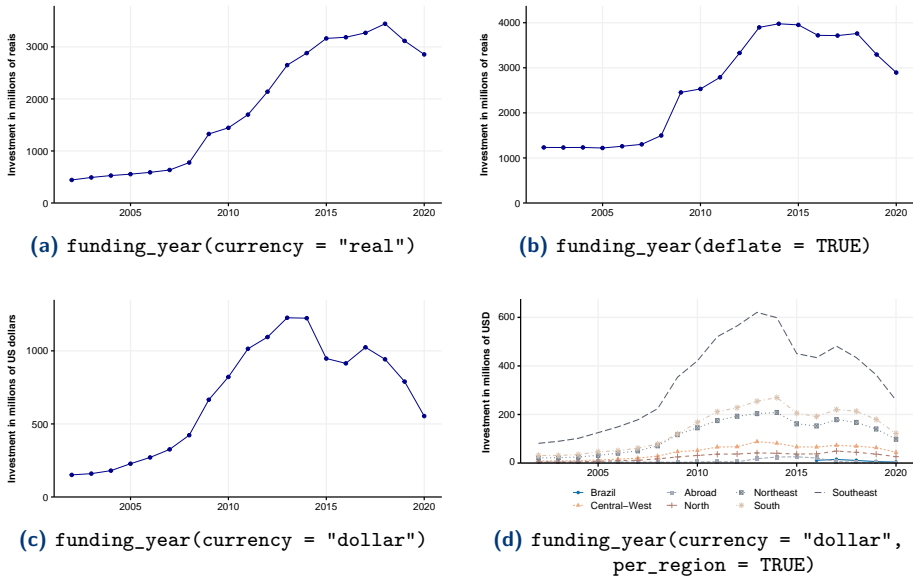 Investment in millions of reais
3000
2000
1000
0
2005
2010
2015
2020
(a) funding_year(currency = "real")
Investment in millions of reais
4000
3000
2000
1000
0
2005
2010
2015
2020
(b) funding_year(deflate = TRUE)
Investment in millions of US dollars
1000
500
0
2005
2010
2015
2020
(c) funding_year(currency = "dollar")
Investment in millions of USD
600
400
200
0
2005
2010
2015
2020
Brazil
Abroad
Northeast
Southeast
Central−West
North
South
(d) funding_year(currency = "dollar",
per_region = TRUE)